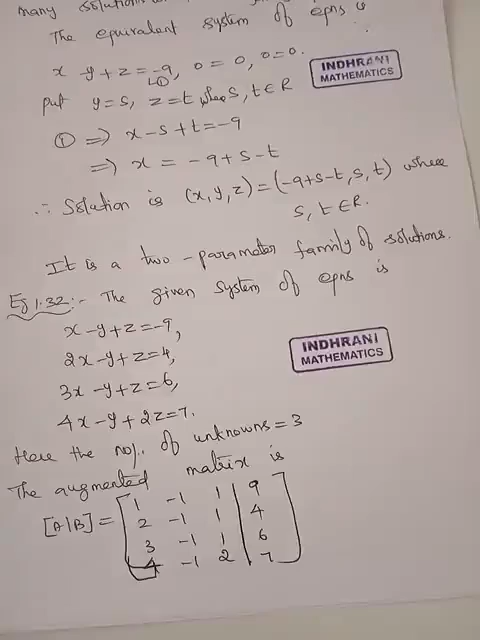 many solutions
The equivalent system of eqns is
x - y + z = -9, 0 = 0, 0 = 0.
①
put y = s, z = t where s, t ∈ R
INDHRANI
MATHEMATICS
① ⇒ x - s + t = -9
⇒ x = -9 + s - t
∴ Solution is (x, y, z) = (-9+s-t, s, t) where
s, t ∈ R.
It is a two-parameter family of solutions.
Eg 1.32:- The given system of eqns is
x - y + z = -9,
2x - y + z = 4,
3x - y + z = 6,
4x - y + 2z = 7.
INDHRANI
MATHEMATICS
Here the no/. of unknowns = 3
The augmented matrix is
[A|B] = [1 -1 1 | 9
2 -1 1 | 4
3 -1 1 | 6
4 -1 2 | 7]